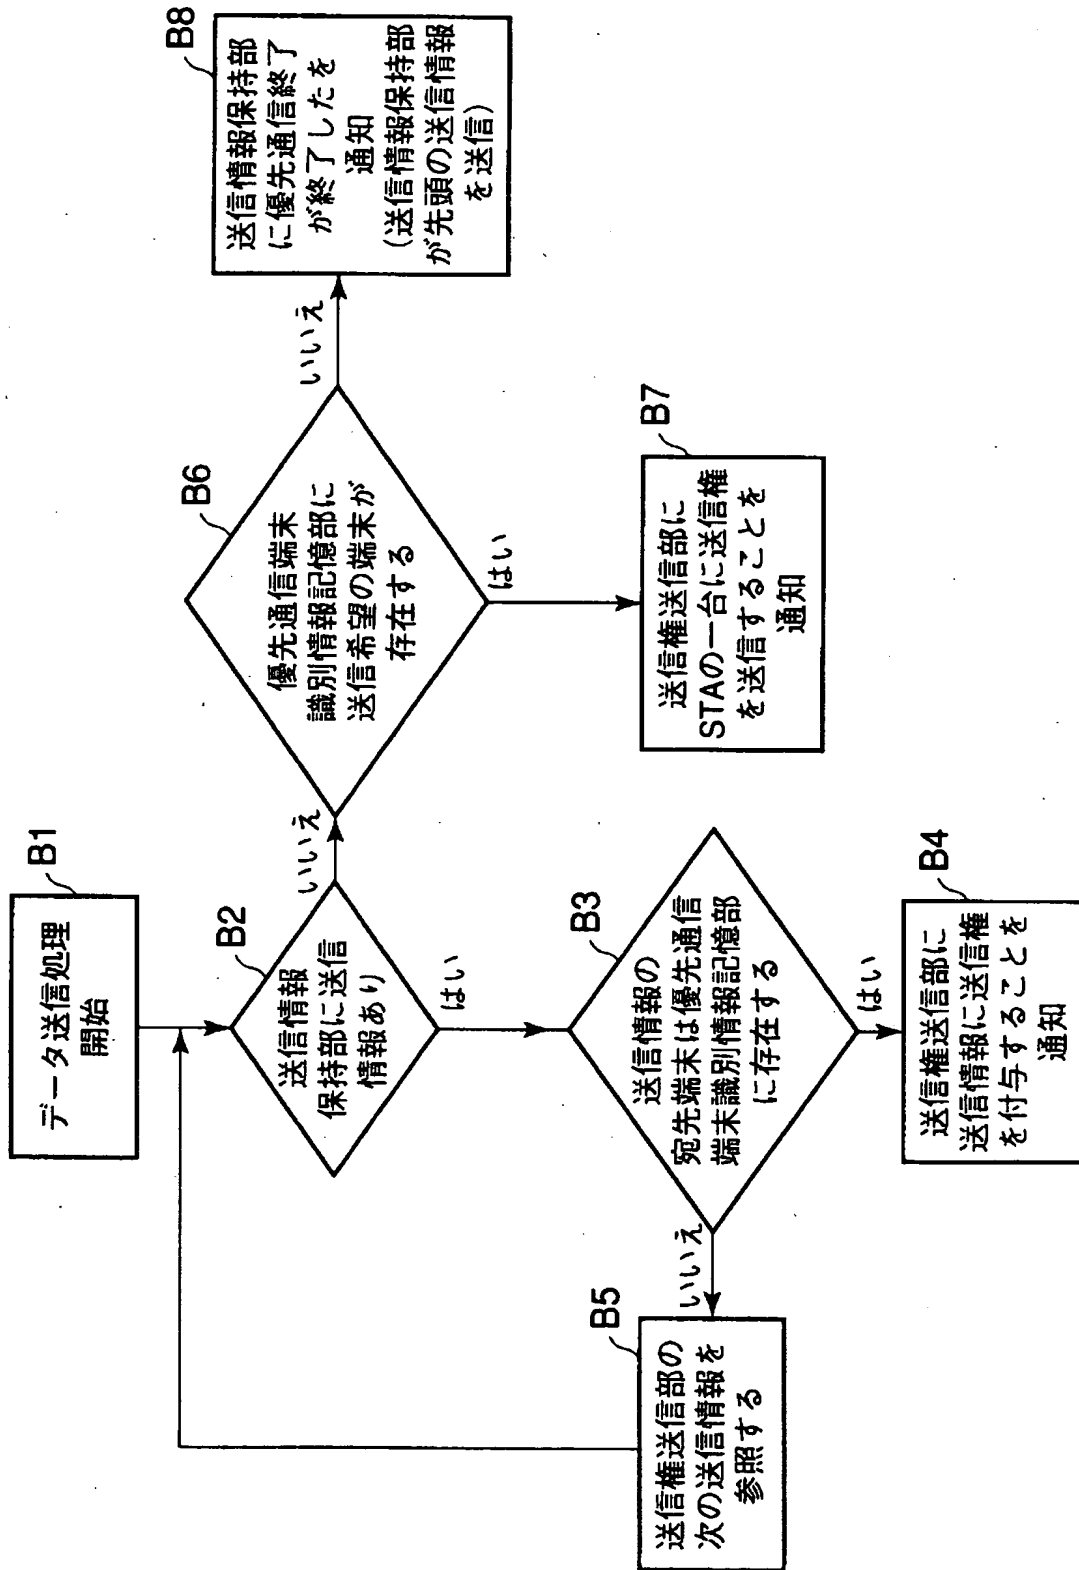 B1
データ送信処理
開始
B2
送信情報
保持部に送信
情報あり
いいえ
はい
B3
送信情報の
宛先端末は優先通信
端末識別情報記憶部
に存在する
いいえ
はい
B4
送信権送信部に
送信情報に送信権
を付与することを
通知
B5
送信権送信部の
次の送信情報を
参照する
B6
優先通信端末
識別情報記憶部に
送信希望の端末が
存在する
いいえ
はい
B7
送信権送信部に
STAの一台に送信権
を送信することを
通知
B8
送信情報保持部
に優先通信終了
が終了したを
通知
(送信情報保持部
が先頭の送信情報
を送信)